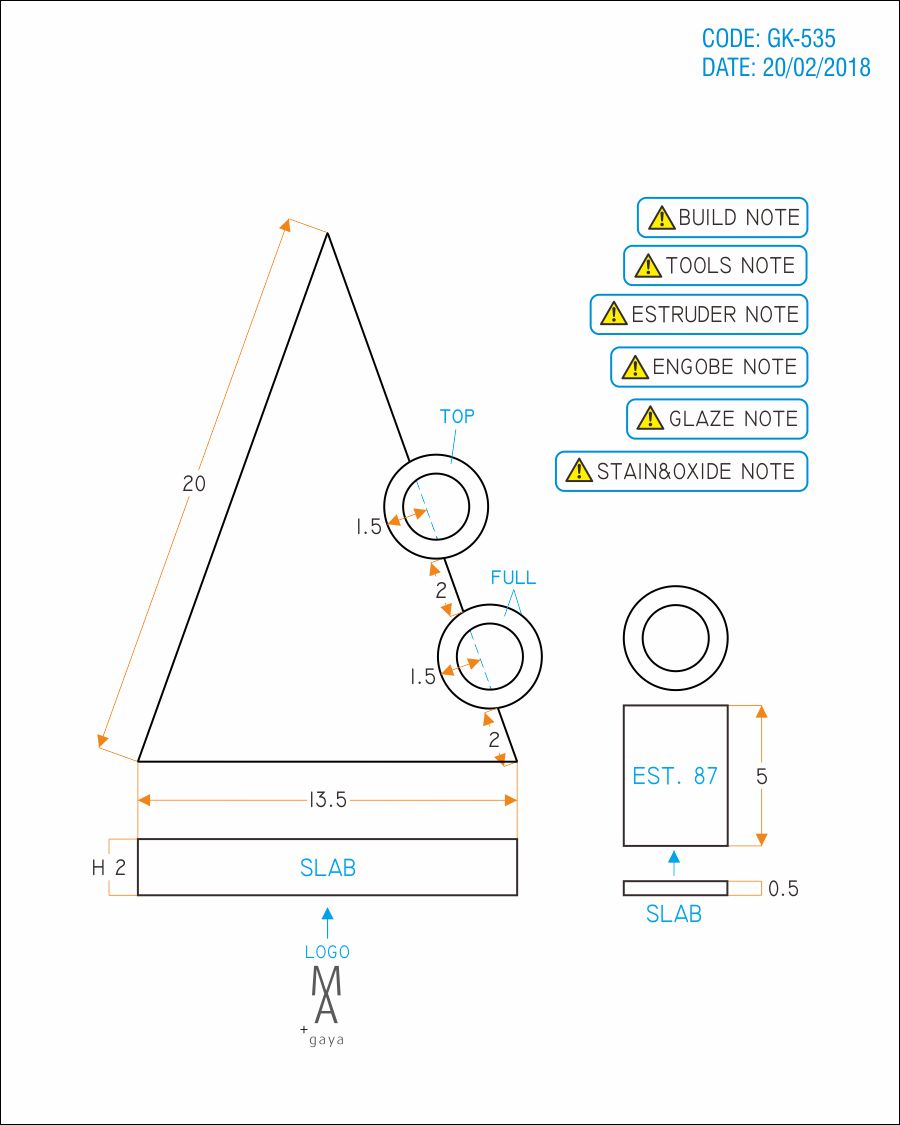 CODE: GK-535
DATE: 20/02/2018
BUILD NOTE
TOOLS NOTE
ESTRUDER NOTE
ENGOBE NOTE
GLAZE NOTE
STAIN&OXIDE NOTE
TOP
20
1.5
FULL
2
1.5
2
EST. 87
5
13.5
H 2
SLAB
0.5
SLAB
LOGO
MA
+
gaya